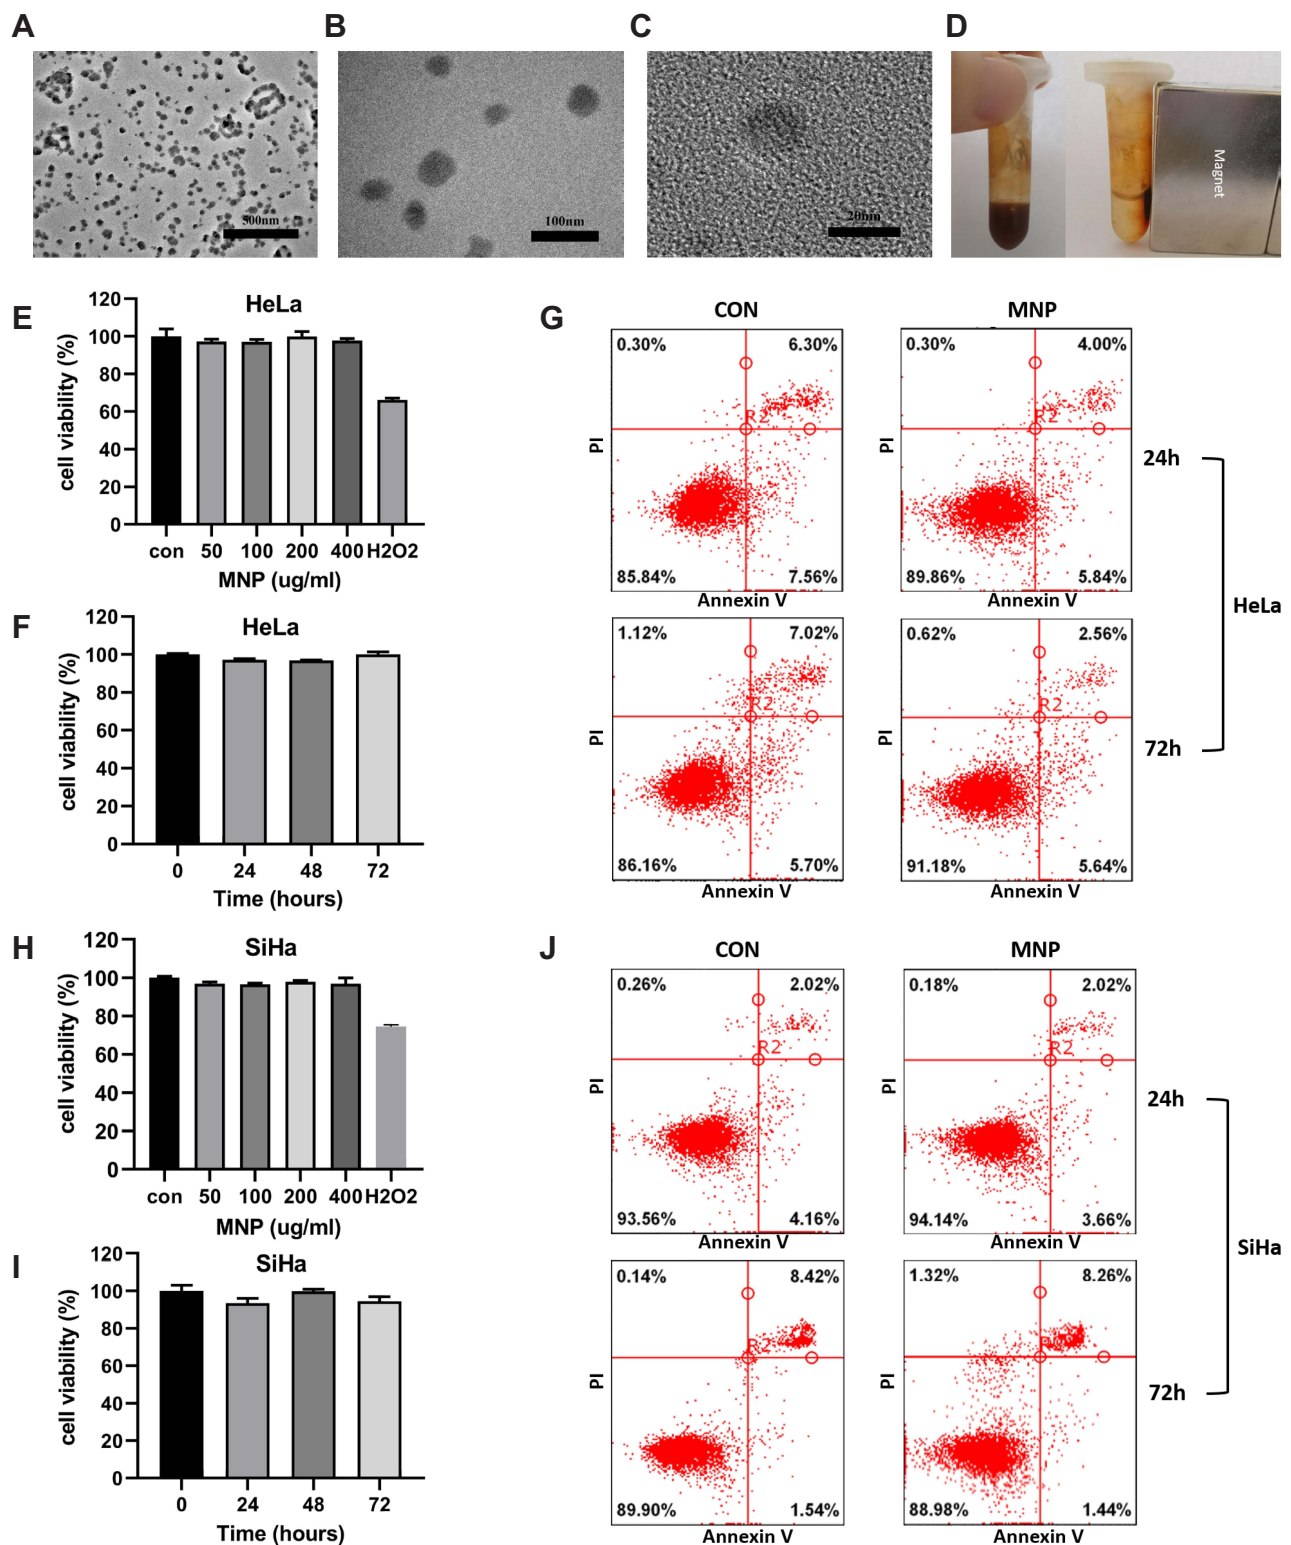 A
B
C
D
500nm
100nm
20nm
Magnet
E
HeLa
120
100
80
60
40
20
0
cell viability (%)
con 50 100 200 400 H2O2
MNP (ug/ml)
F
HeLa
120
100
80
60
40
20
0
cell viability (%)
0 24 48 72
Time (hours)
G
CON
MNP
0.30% 6.30%
R2
PI
85.84% 7.56%
Annexin V
0.30% 4.00%
R2
PI
89.86% 5.84%
Annexin V
24h
1.12% 7.02%
R2
PI
86.16% 5.70%
Annexin V
0.62% 2.56%
R2
PI
91.18% 5.64%
Annexin V
72h
HeLa
H
SiHa
120
100
80
60
40
20
0
cell viability (%)
con 50 100 200 400 H2O2
MNP (ug/ml)
I
SiHa
120
100
80
60
40
20
0
cell viability (%)
0 24 48 72
Time (hours)
J
CON
MNP
0.26% 2.02%
R2
PI
93.56% 4.16%
Annexin V
0.18% 2.02%
R2
PI
94.14% 3.66%
Annexin V
24h
0.14% 8.42%
R2
PI
89.90% 1.54%
Annexin V
1.32% 8.26%
PI
88.98% 1.44%
Annexin V
72h
SiHa